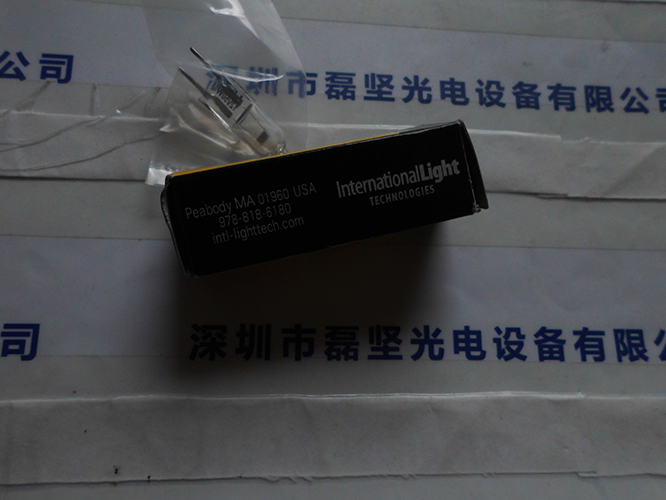 公司
深圳市磊坚光电设备有限公司
InternationalLight
TECHNOLOGIES
Peabody MA 01960 USA
978-818-6180
intl-lighttech.com
司
深圳市磊坚光电设备有限公